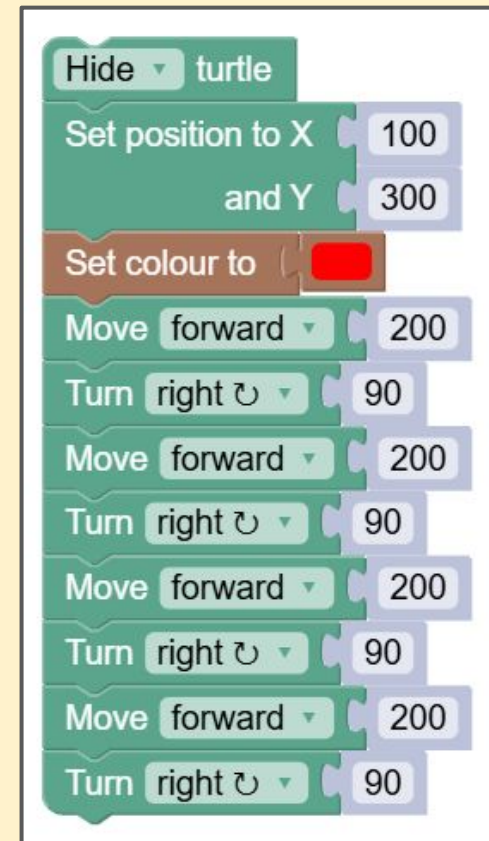 Hide turtle
Set position to X 100
and Y 300
Set colour to
Move forward 200
Turn right ↻ 90
Move forward 200
Turn right ↻ 90
Move forward 200
Turn right ↻ 90
Move forward 200
Turn right ↻ 90